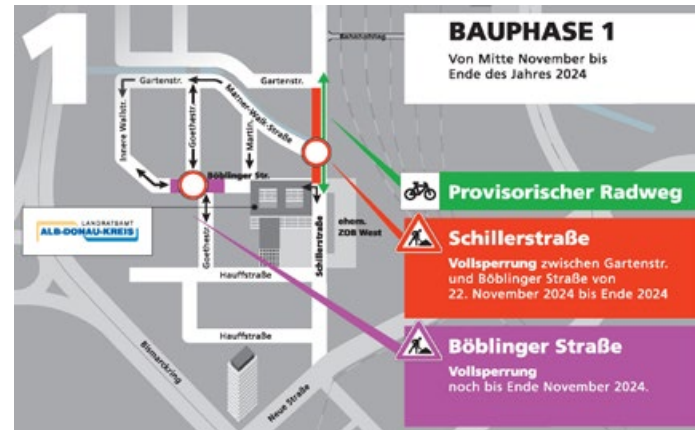 1
BAUPHASE 1
Von Mitte November bis
Ende des Jahres 2024
Bahnhofsteg
Gartenstr.
Gartenstr.
Innere Wallstr.
Goethestr.
Marner-Walk-Straße
Martin.
Böblinger Str.
Provisorischer Radweg
LANDRATSAMT
ALB-DONAU-KREIS
Goethestr.
Schillerstraße
ehem.
ZOB West
Schillerstraße
Vollsperrung zwischen Gartenstr.
und Böblinger Straße von
22. November 2024 bis Ende 2024
Hauffstraße
Hauffstraße
Bismarckring
Neue Straße
Böblinger Straße
Vollsperrung
noch bis Ende November 2024.